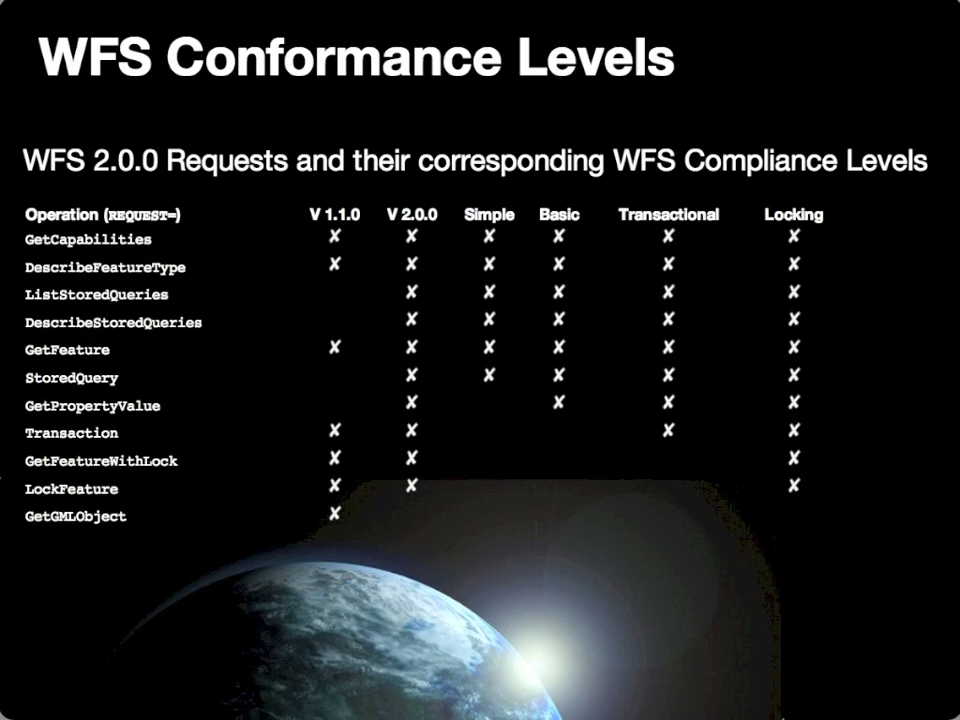 WFS Conformance Levels
WFS 2.0.0 Requests and their corresponding WFS Compliance Levels
Operation (REQUEST=) V 1.1.0 V 2.0.0 Simple Basic Transactional Locking
GetCapabilities ✘ ✘ ✘ ✘ ✘ ✘
DescribeFeatureType ✘ ✘ ✘ ✘ ✘ ✘
ListStoredQueries ✘ ✘ ✘ ✘ ✘
DescribeStoredQueries ✘ ✘ ✘ ✘ ✘
GetFeature ✘ ✘ ✘ ✘ ✘ ✘
StoredQuery ✘ ✘ ✘ ✘ ✘
GetPropertyValue ✘ ✘ ✘ ✘
Transaction ✘ ✘ ✘ ✘
GetFeatureWithLock ✘ ✘ ✘
LockFeature ✘ ✘ ✘
GetGMLObject ✘